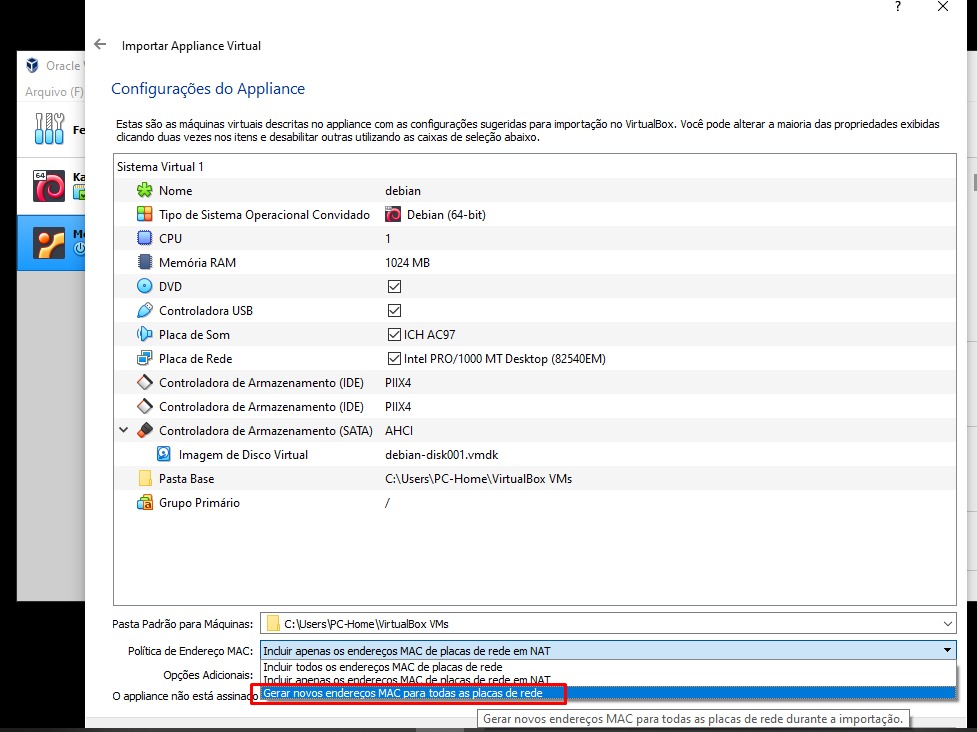 ?
Importar Appliance Virtual
Oracle
Arquivo (F)
Configurações do Appliance
Fe
Estas são as máquinas virtuais descritas no appliance com as configurações sugeridas para importação no VirtualBox. Você pode alterar a maioria das propriedades exibidas
clicando duas vezes nos itens e desabilitar outras utilizando as caixas de seleção abaixo.
Sistema Virtual 1
64
Ka
Nome debian
Tipo de Sistema Operacional Convidado Debian (64-bit)
CPU 1
Memória RAM 1024 MB
DVD
Controladora USB
Placa de Som ICH AC97
Placa de Rede Intel PRO/1000 MT Desktop (82540EM)
Controladora de Armazenamento (IDE) PIIX4
Controladora de Armazenamento (IDE) PIIX4
Controladora de Armazenamento (SATA) AHCI
Imagem de Disco Virtual debian-disk001.vmdk
Pasta Base C:\Users\PC-Home\VirtualBox VMs
Grupo Primário /
Pasta Padrão para Máquinas: C:\Users\PC-Home\VirtualBox VMs
Política de Endereço MAC: Incluir apenas os endereços MAC de placas de rede em NAT
Incluir todos os endereços MAC de placas de rede
Opções Adicionais: Incluir apenas os endereços MAC de placas de rede em NAT
O appliance não está assinado Gerar novos endereços MAC para todas as placas de rede
Gerar novos endereços MAC para todas as placas de rede durante a importação.